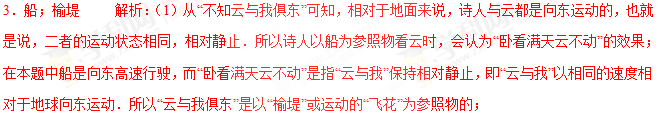 3．船；榆堤　　解析：（1）从“不知云与我俱东”可知，相对于地面来说，诗人与云都是向东运动的，也就
是说，二者的运动状态相同，相对静止．所以诗人以船为参照物看云时，会认为“卧看满天云不动”的效果；
在本题中船是向东高速行驶，而“卧看满天云不动”是指“云与我”保持相对静止，即“云与我”以相同的速度相
对于地球向东运动．所以“云与我俱东”是以“榆堤”或运动的“飞花”为参照物的；